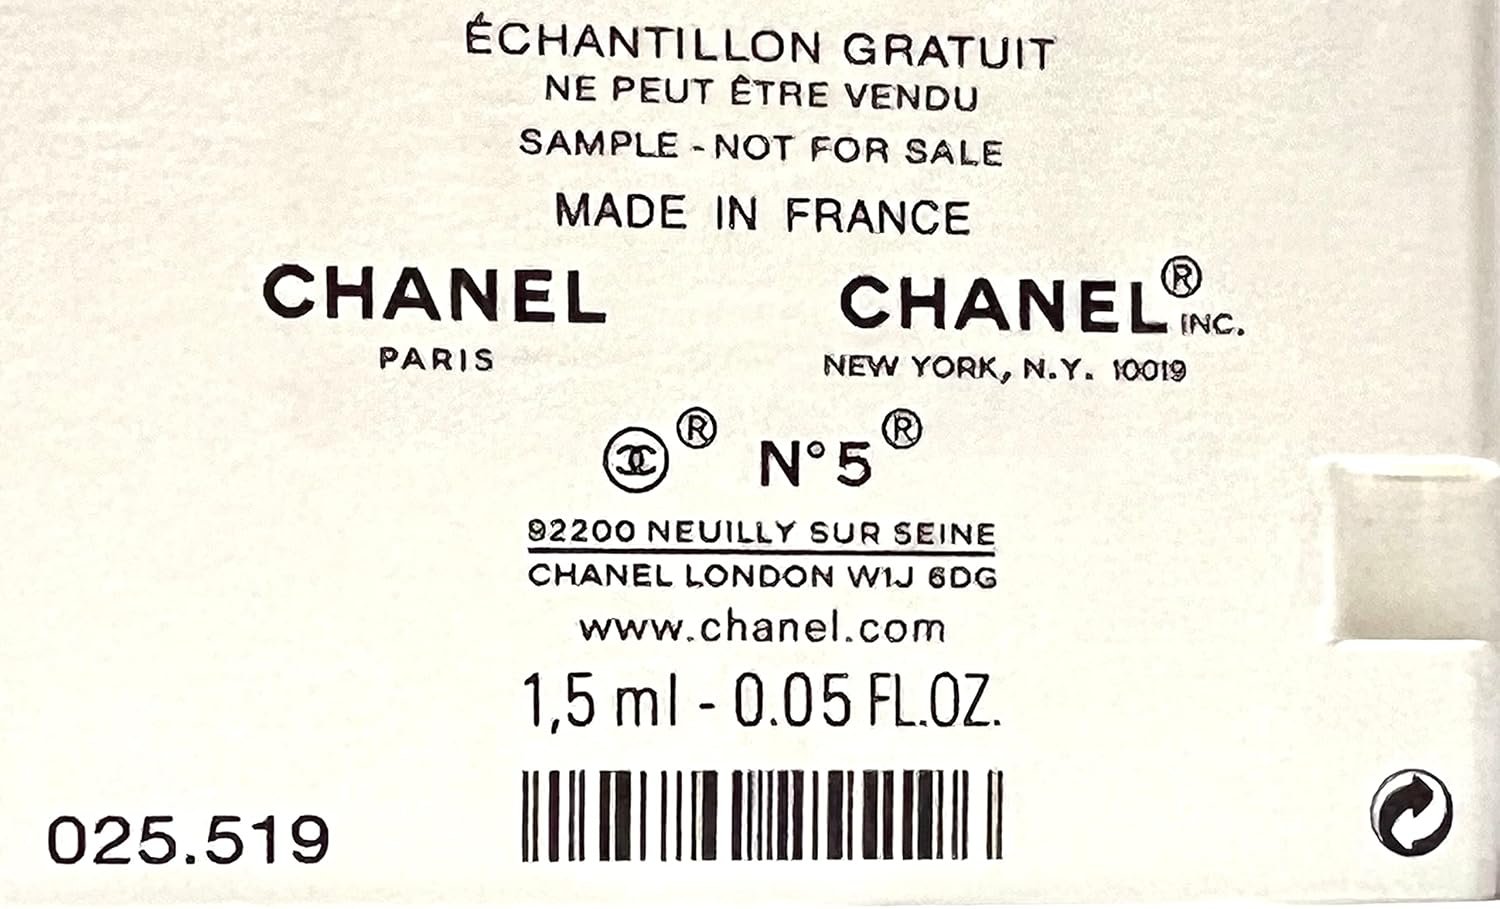 ÉCHANTILLON GRATUIT
NE PEUT ÊTRE VENDU
SAMPLE - NOT FOR SALE
MADE IN FRANCE
CHANEL
PARIS
CHANEL® INC.
NEW YORK, N.Y. 10019
® N°5®
92200 NEUILLY SUR SEINE
CHANEL LONDON W1J 6DG
www.chanel.com
1,5 ml - 0.05 FL.OZ.
025.519